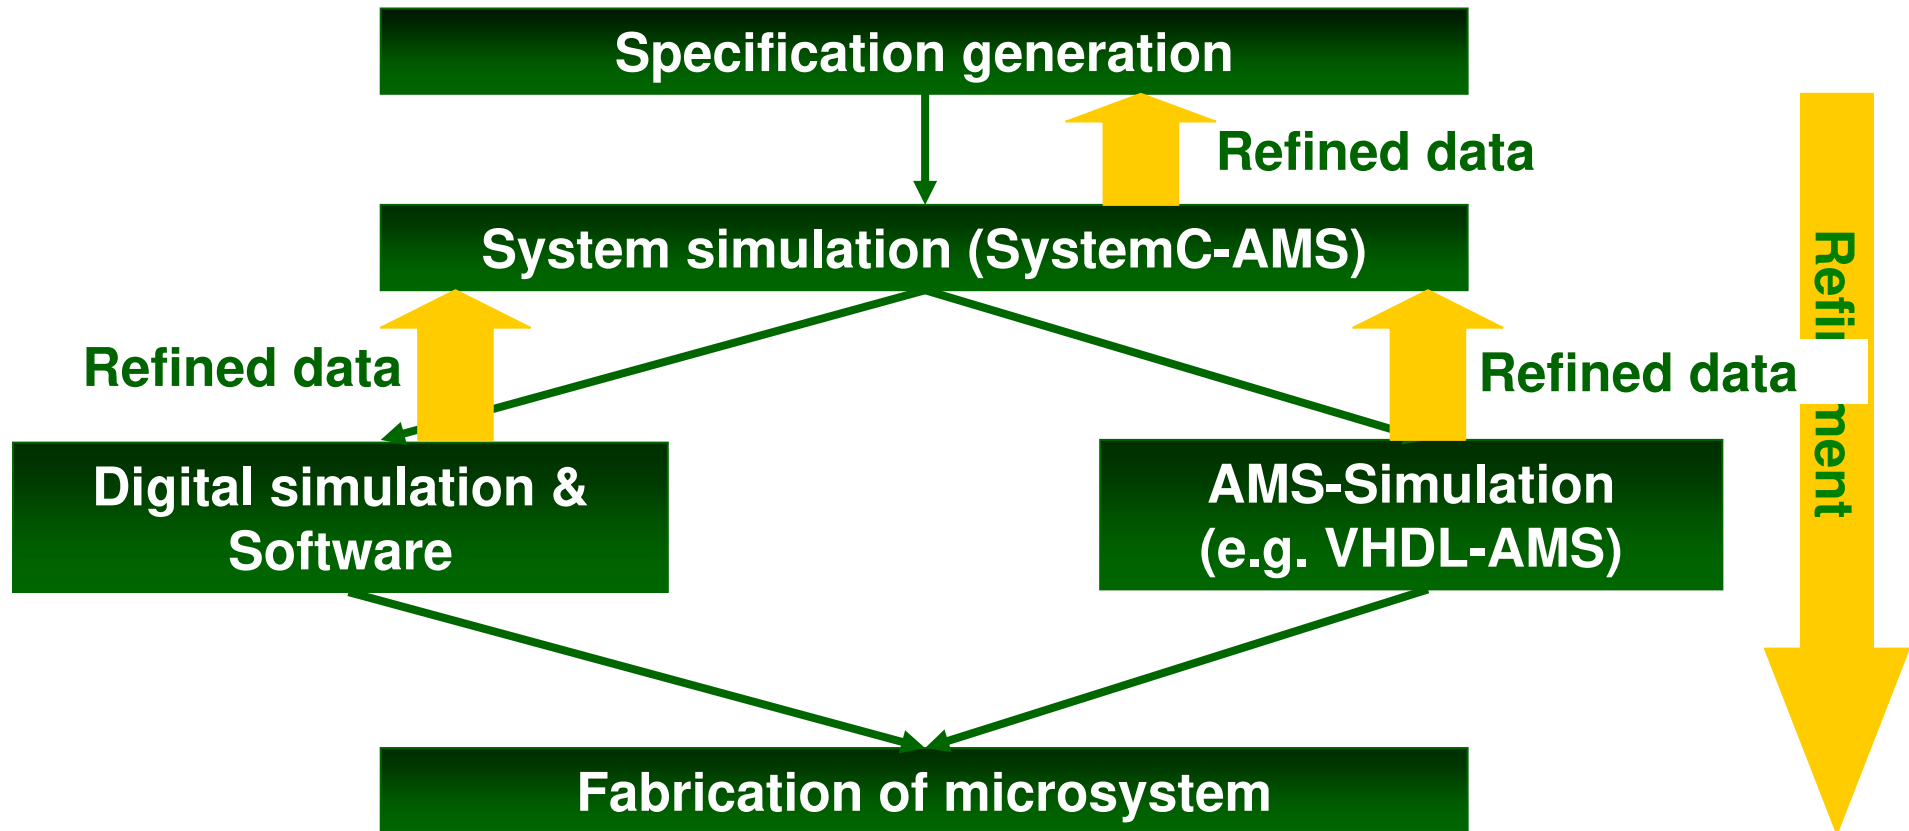 Specification generation
Refined data
System simulation (SystemC-AMS)
Refined data
Refined data
Digital simulation &
Software
AMS-Simulation
(e.g. VHDL-AMS)
Fabrication of microsystem